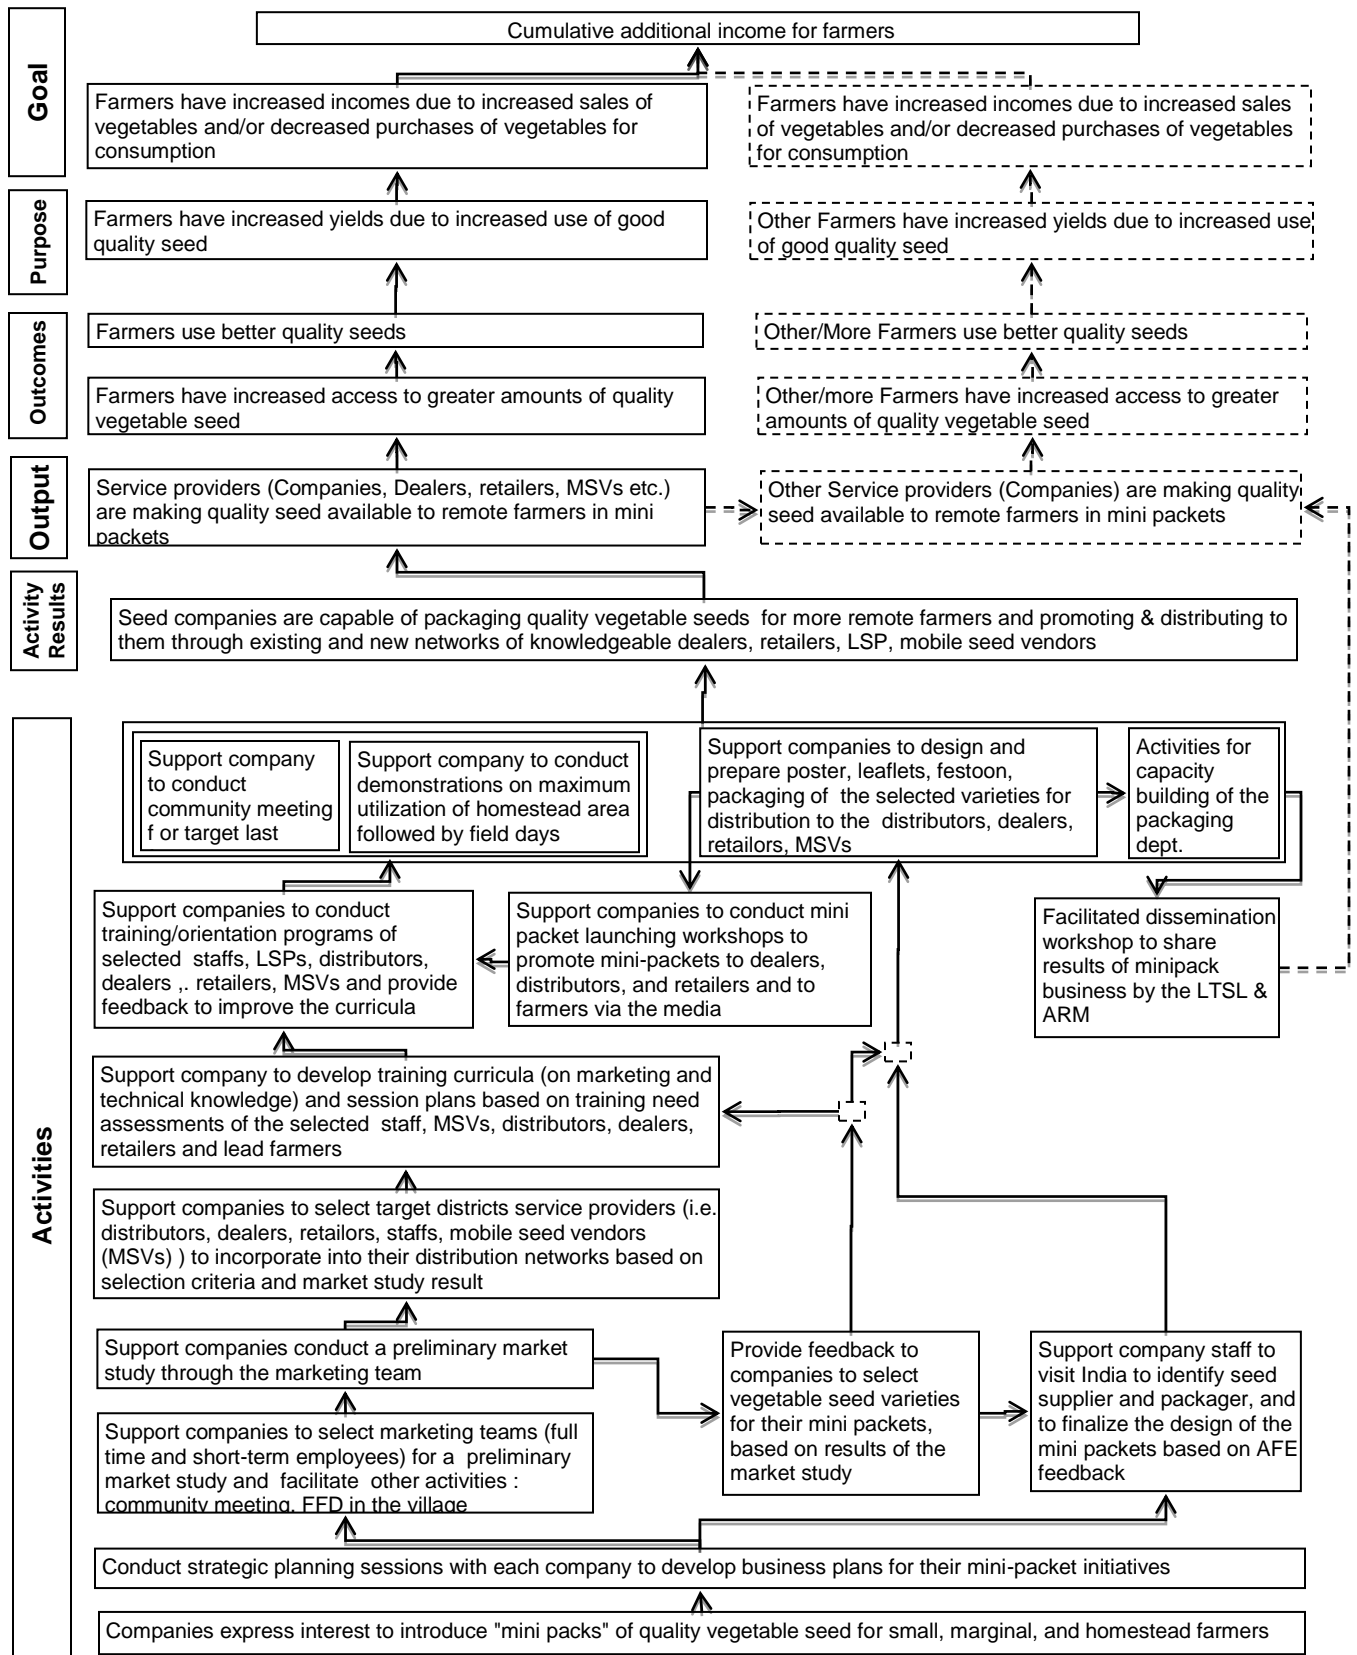 Goal
Cumulative additional income for farmers
Farmers have increased incomes due to increased sales of
vegetables and/or decreased purchases of vegetables for
consumption
Farmers have increased incomes due to increased sales
of vegetables and/or decreased purchases of vegetables
for consumption
Purpose
Farmers have increased yields due to increased use of good
quality seed
Other Farmers have increased yields due to increased use
of good quality seed
Outcomes
Farmers use better quality seeds
Other/More Farmers use better quality seeds
Farmers have increased access to greater amounts of quality
vegetable seed
Other/more Farmers have increased access to greater
amounts of quality vegetable seed
Output
Service providers (Companies, Dealers, retailers, MSVs etc.)
are making quality seed available to remote farmers in mini
packets
Other Service providers (Companies) are making quality
seed available to remote farmers in mini packets
Activity
Results
Seed companies are capable of packaging quality vegetable seeds for more remote farmers and promoting & distributing to
them through existing and new networks of knowledgeable dealers, retailers, LSP, mobile seed vendors
Activities
Support company
to conduct
community meeting
f or target last
Support company to conduct
demonstrations on maximum
utilization of homestead area
followed by field days
Support companies to design and
prepare poster, leaflets, festoon,
packaging of the selected varieties for
distribution to the distributors, dealers,
retailors, MSVs
Activities for
capacity
building of the
packaging
dept.
Support companies to conduct
training/orientation programs of
selected staffs, LSPs, distributors,
dealers ,. retailers, MSVs and provide
feedback to improve the curricula
Support companies to conduct mini
packet launching workshops to
promote mini-packets to dealers,
distributors, and retailers and to
farmers via the media
Facilitated dissemination
workshop to share
results of minipack
business by the LTSL &
ARM
Support company to develop training curricula (on marketing and
technical knowledge) and session plans based on training need
assessments of the selected staff, MSVs, distributors, dealers,
retailers and lead farmers
Support companies to select target districts service providers (i.e.
distributors, dealers, retailors, staffs, mobile seed vendors
(MSVs) ) to incorporate into their distribution networks based on
selection criteria and market study result
Support companies conduct a preliminary market
study through the marketing team
Provide feedback to
companies to select
vegetable seed varieties
for their mini packets,
based on results of the
market study
Support company staff to
visit India to identify seed
supplier and packager, and
to finalize the design of the
mini packets based on AFE
feedback
Support companies to select marketing teams (full
time and short-term employees) for a preliminary
market study and facilitate other activities :
community meeting, FFD in the village
Conduct strategic planning sessions with each company to develop business plans for their mini-packet initiatives
Companies express interest to introduce "mini packs" of quality vegetable seed for small, marginal, and homestead farmers